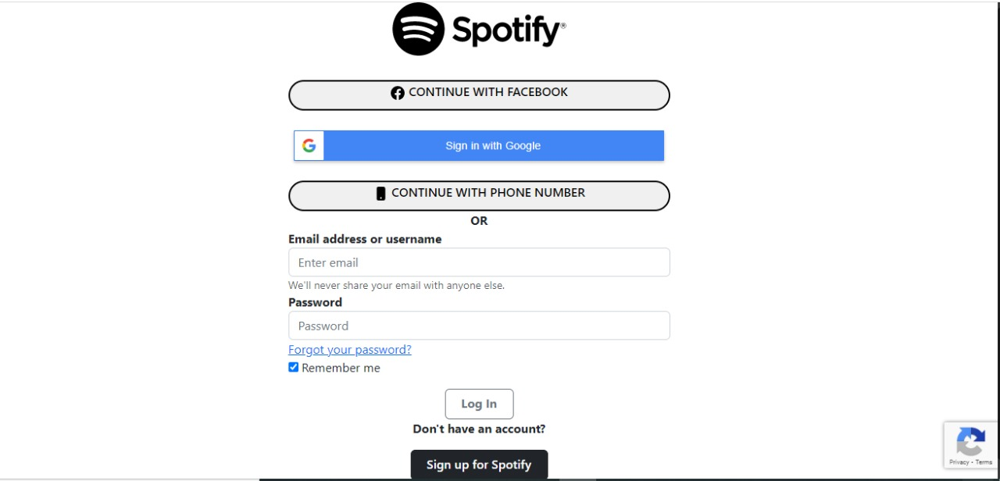 Spotify®
CONTINUE WITH FACEBOOK
Sign in with Google
CONTINUE WITH PHONE NUMBER
OR
Email address or username
Enter email
We'll never share your email with anyone else.
Password
Password
Forgot your password?
Remember me
Log In
Don't have an account?
Privacy - Terms
Sign up for Spotify